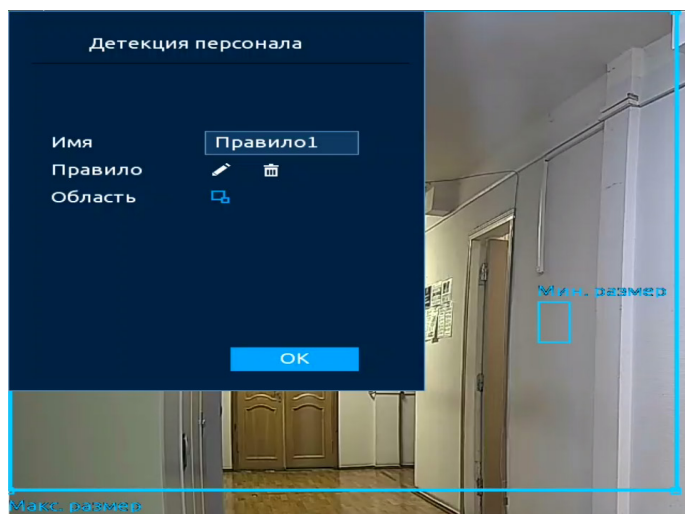 Детекция персонала
Имя
Правило1
Правило
Область
Мин. размер
OK
Макс. размер